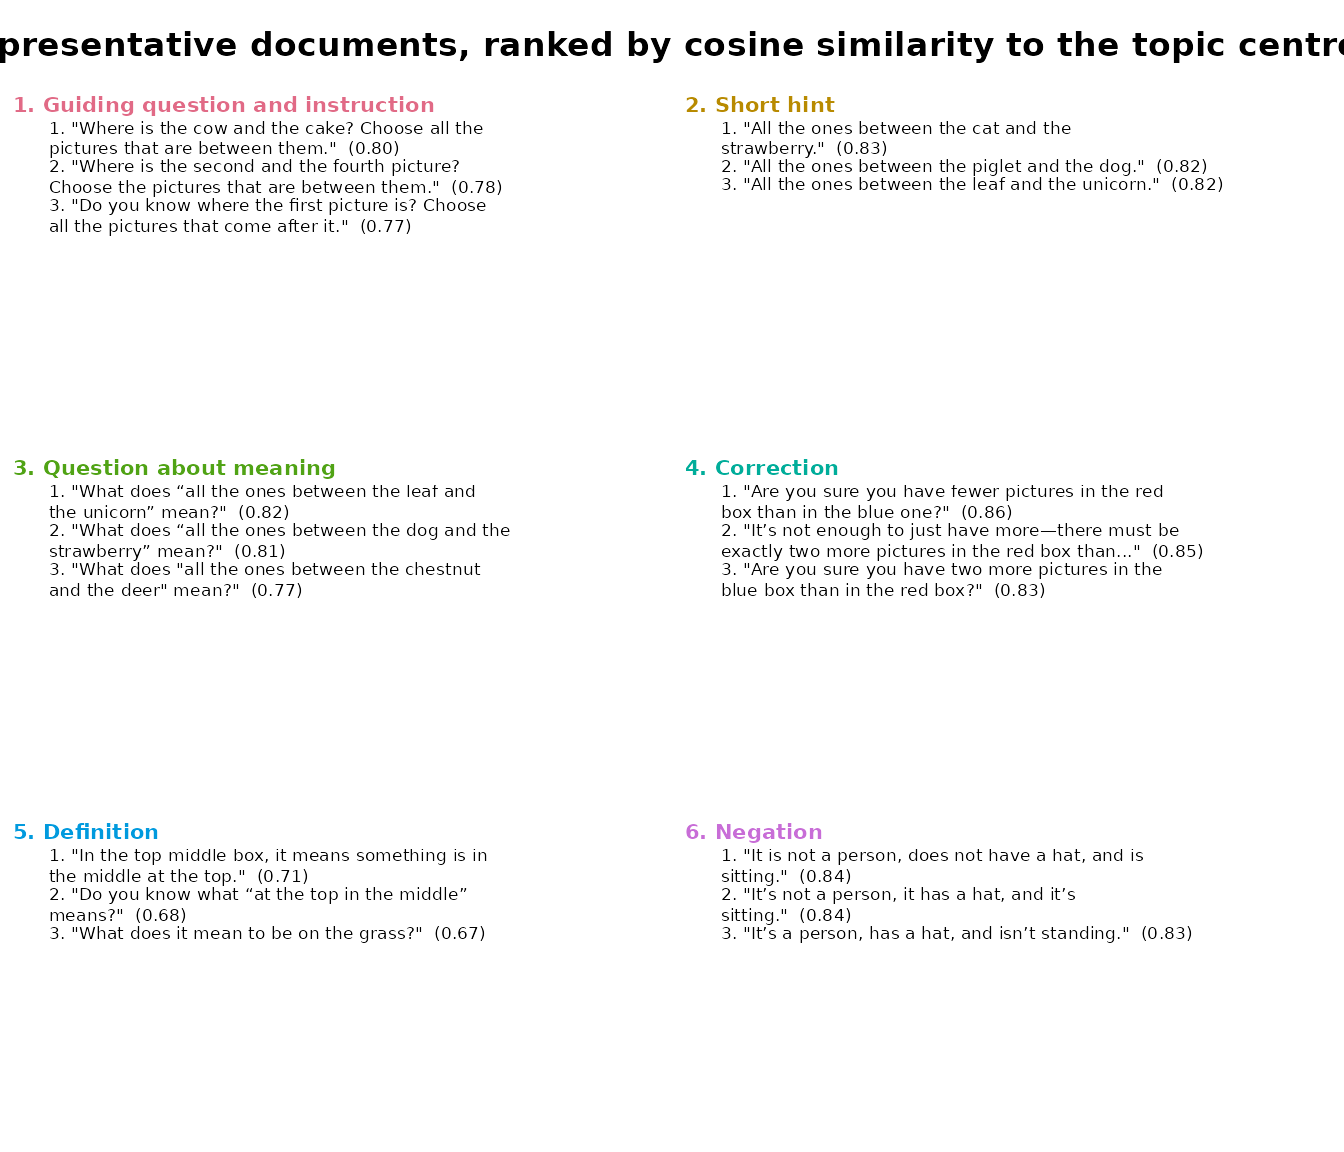 presentative documents, ranked by cosine similarity to the topic centr
1. Guiding question and instruction
1. "Where is the cow and the cake? Choose all the
pictures that are between them."  (0.80)
2. "Where is the second and the fourth picture?
Choose the pictures that are between them."  (0.78)
3. "Do you know where the first picture is? Choose
all the pictures that come after it."  (0.77)
2. Short hint
1. "All the ones between the cat and the
strawberry."  (0.83)
2. "All the ones between the piglet and the dog."  (0.82)
3. "All the ones between the leaf and the unicorn."  (0.82)
3. Question about meaning
1. "What does “all the ones between the leaf and
the unicorn” mean?"  (0.82)
2. "What does “all the ones between the dog and the
strawberry” mean?"  (0.81)
3. "What does "all the ones between the chestnut
and the deer" mean?"  (0.77)
4. Correction
1. "Are you sure you have fewer pictures in the red
box than in the blue one?"  (0.86)
2. "It’s not enough to just have more—there must be
exactly two more pictures in the red box than..."  (0.85)
3. "Are you sure you have two more pictures in the
blue box than in the red box?"  (0.83)
5. Definition
1. "In the top middle box, it means something is in
the middle at the top."  (0.71)
2. "Do you know what “at the top in the middle”
means?"  (0.68)
3. "What does it mean to be on the grass?"  (0.67)
6. Negation
1. "It is not a person, does not have a hat, and is
sitting."  (0.84)
2. "It’s not a person, it has a hat, and it’s
sitting."  (0.84)
3. "It’s a person, has a hat, and isn’t standing."  (0.83)